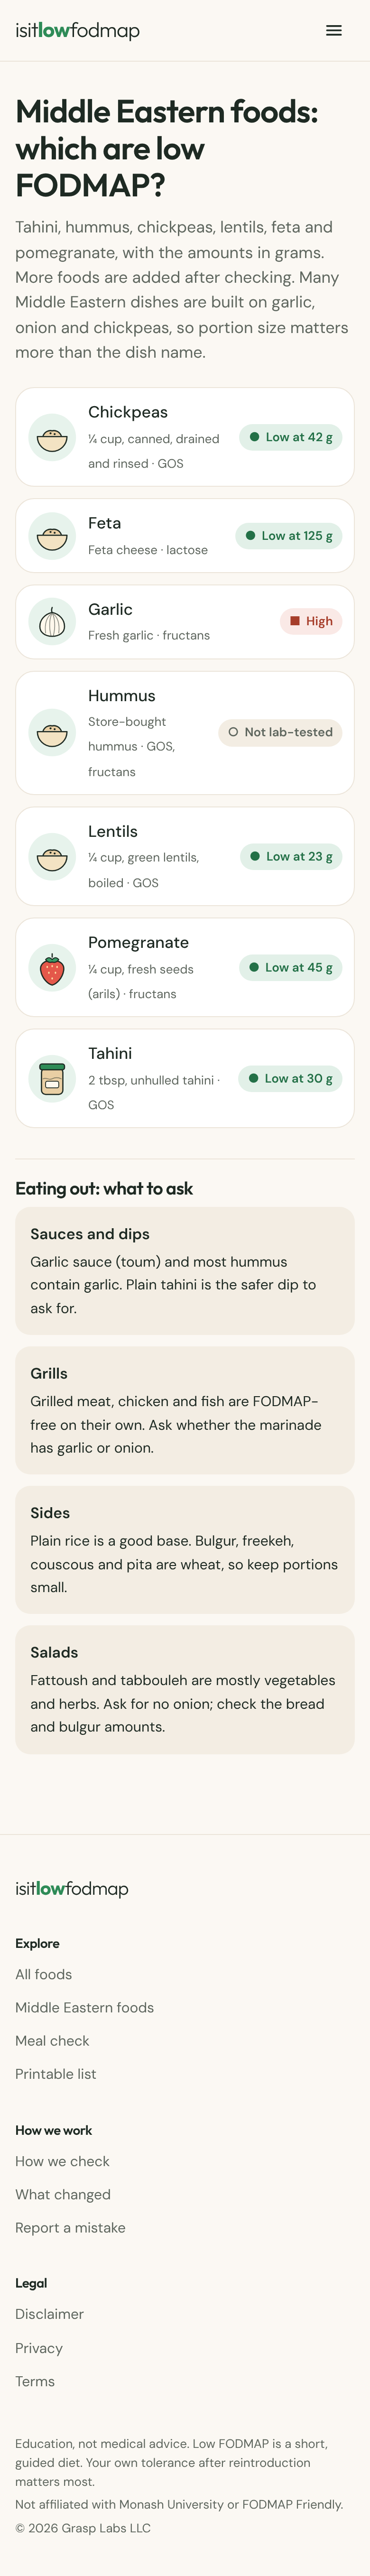 isitlowfodmap
Middle Eastern foods:
which are low
FODMAP?
Tahini, hummus, chickpeas, lentils, feta and
pomegranate, with the amounts in grams.
More foods are added after checking. Many
Middle Eastern dishes are built on garlic,
onion and chickpeas, so portion size matters
more than the dish name.
Chickpeas
¼ cup, canned, drained
and rinsed · GOS
Low at 42 g
Feta
Feta cheese · lactose
Low at 125 g
Garlic
Fresh garlic · fructans
High
Hummus
Store-bought
hummus · GOS,
fructans
Not lab-tested
Lentils
¼ cup, green lentils,
boiled · GOS
Low at 23 g
Pomegranate
¼ cup, fresh seeds
(arils) · fructans
Low at 45 g
Tahini
2 tbsp, unhulled tahini ·
GOS
Low at 30 g
Eating out: what to ask
Sauces and dips
Garlic sauce (toum) and most hummus
contain garlic. Plain tahini is the safer dip to
ask for.
Grills
Grilled meat, chicken and fish are FODMAP-
free on their own. Ask whether the marinade
has garlic or onion.
Sides
Plain rice is a good base. Bulgur, freekeh,
couscous and pita are wheat, so keep portions
small.
Salads
Fattoush and tabbouleh are mostly vegetables
and herbs. Ask for no onion; check the bread
and bulgur amounts.
isitlowfodmap
Explore
All foods
Middle Eastern foods
Meal check
Printable list
How we work
How we check
What changed
Report a mistake
Legal
Disclaimer
Privacy
Terms
Education, not medical advice. Low FODMAP is a short,
guided diet. Your own tolerance after reintroduction
matters most.
Not affiliated with Monash University or FODMAP Friendly.
© 2026 Grasp Labs LLC